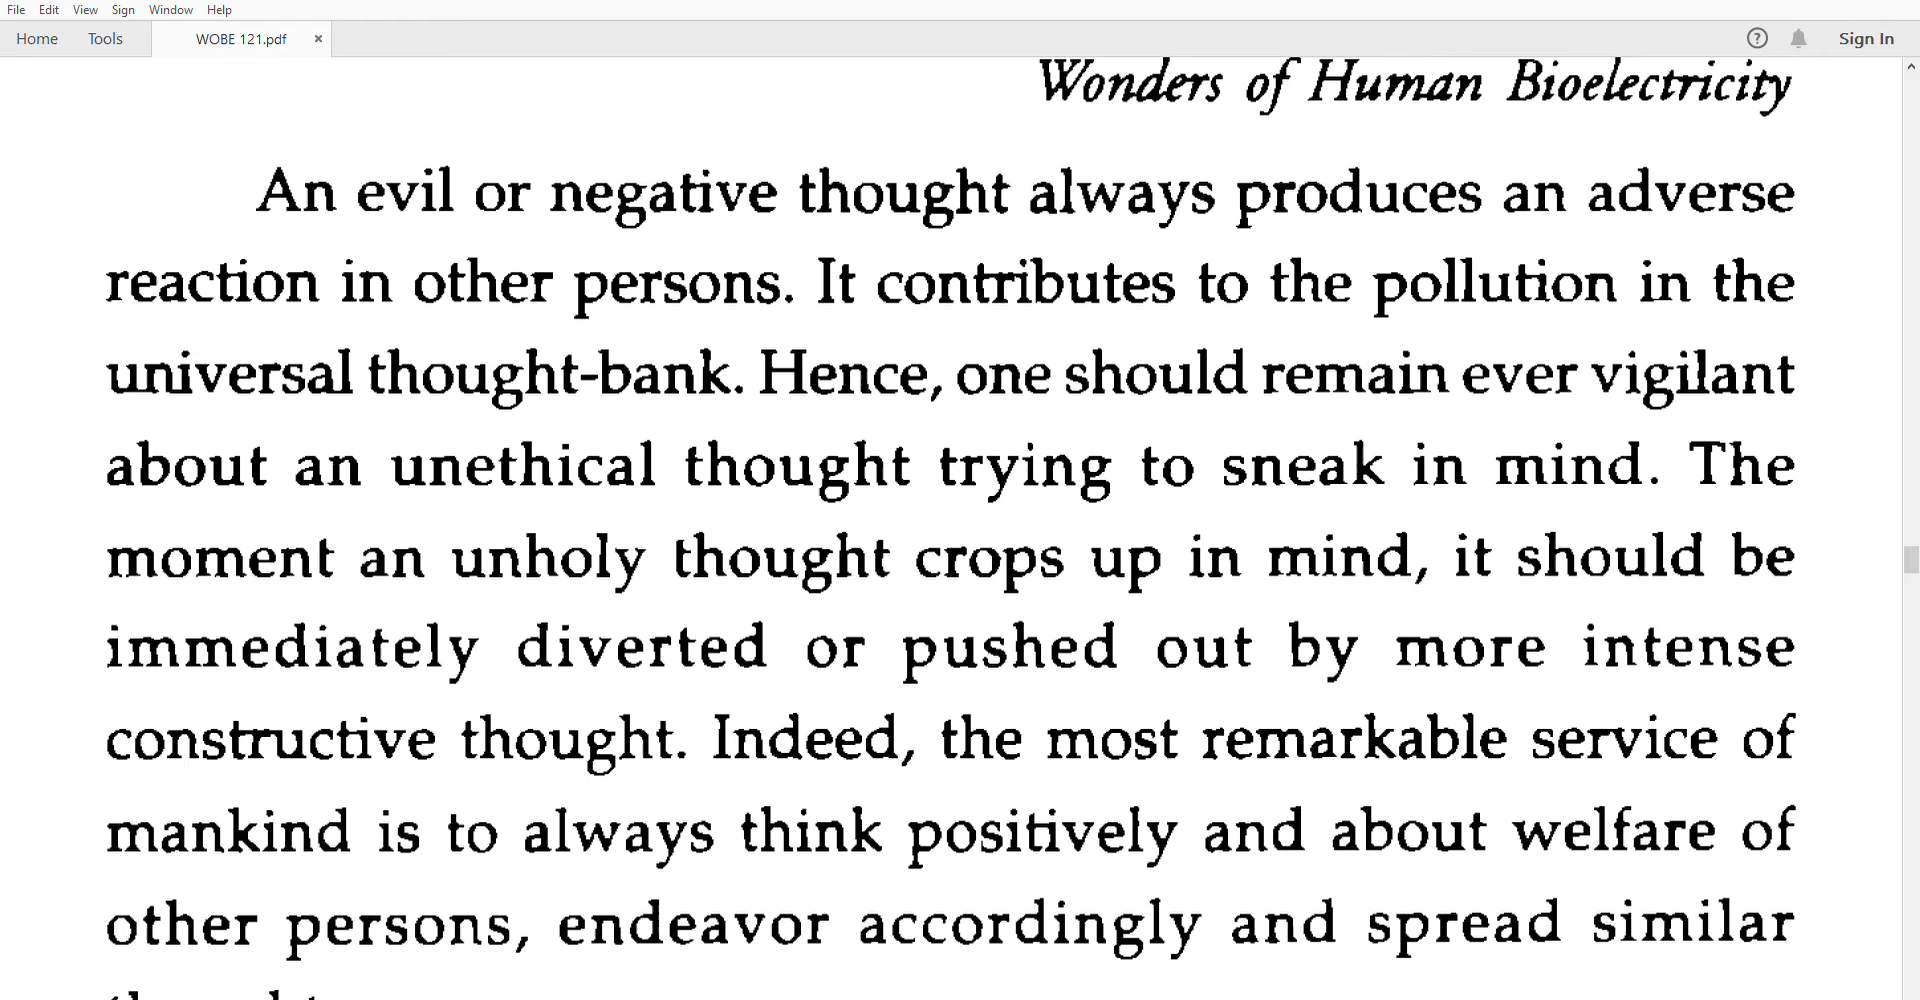 File Edit View Sign Window Help
Home Tools WOBE 121.pdf × ? Sign In
Wonders of Human Bioelectricity
An evil or negative thought always produces an adverse
reaction in other persons. It contributes to the pollution in the
universal thought-bank. Hence, one should remain ever vigilant
about an unethical thought trying to sneak in mind. The
moment an unholy thought crops up in mind, it should be
immediately diverted or pushed out by more intense
constructive thought. Indeed, the most remarkable service of
mankind is to always think positively and about welfare of
other persons, endeavor accordingly and spread similar